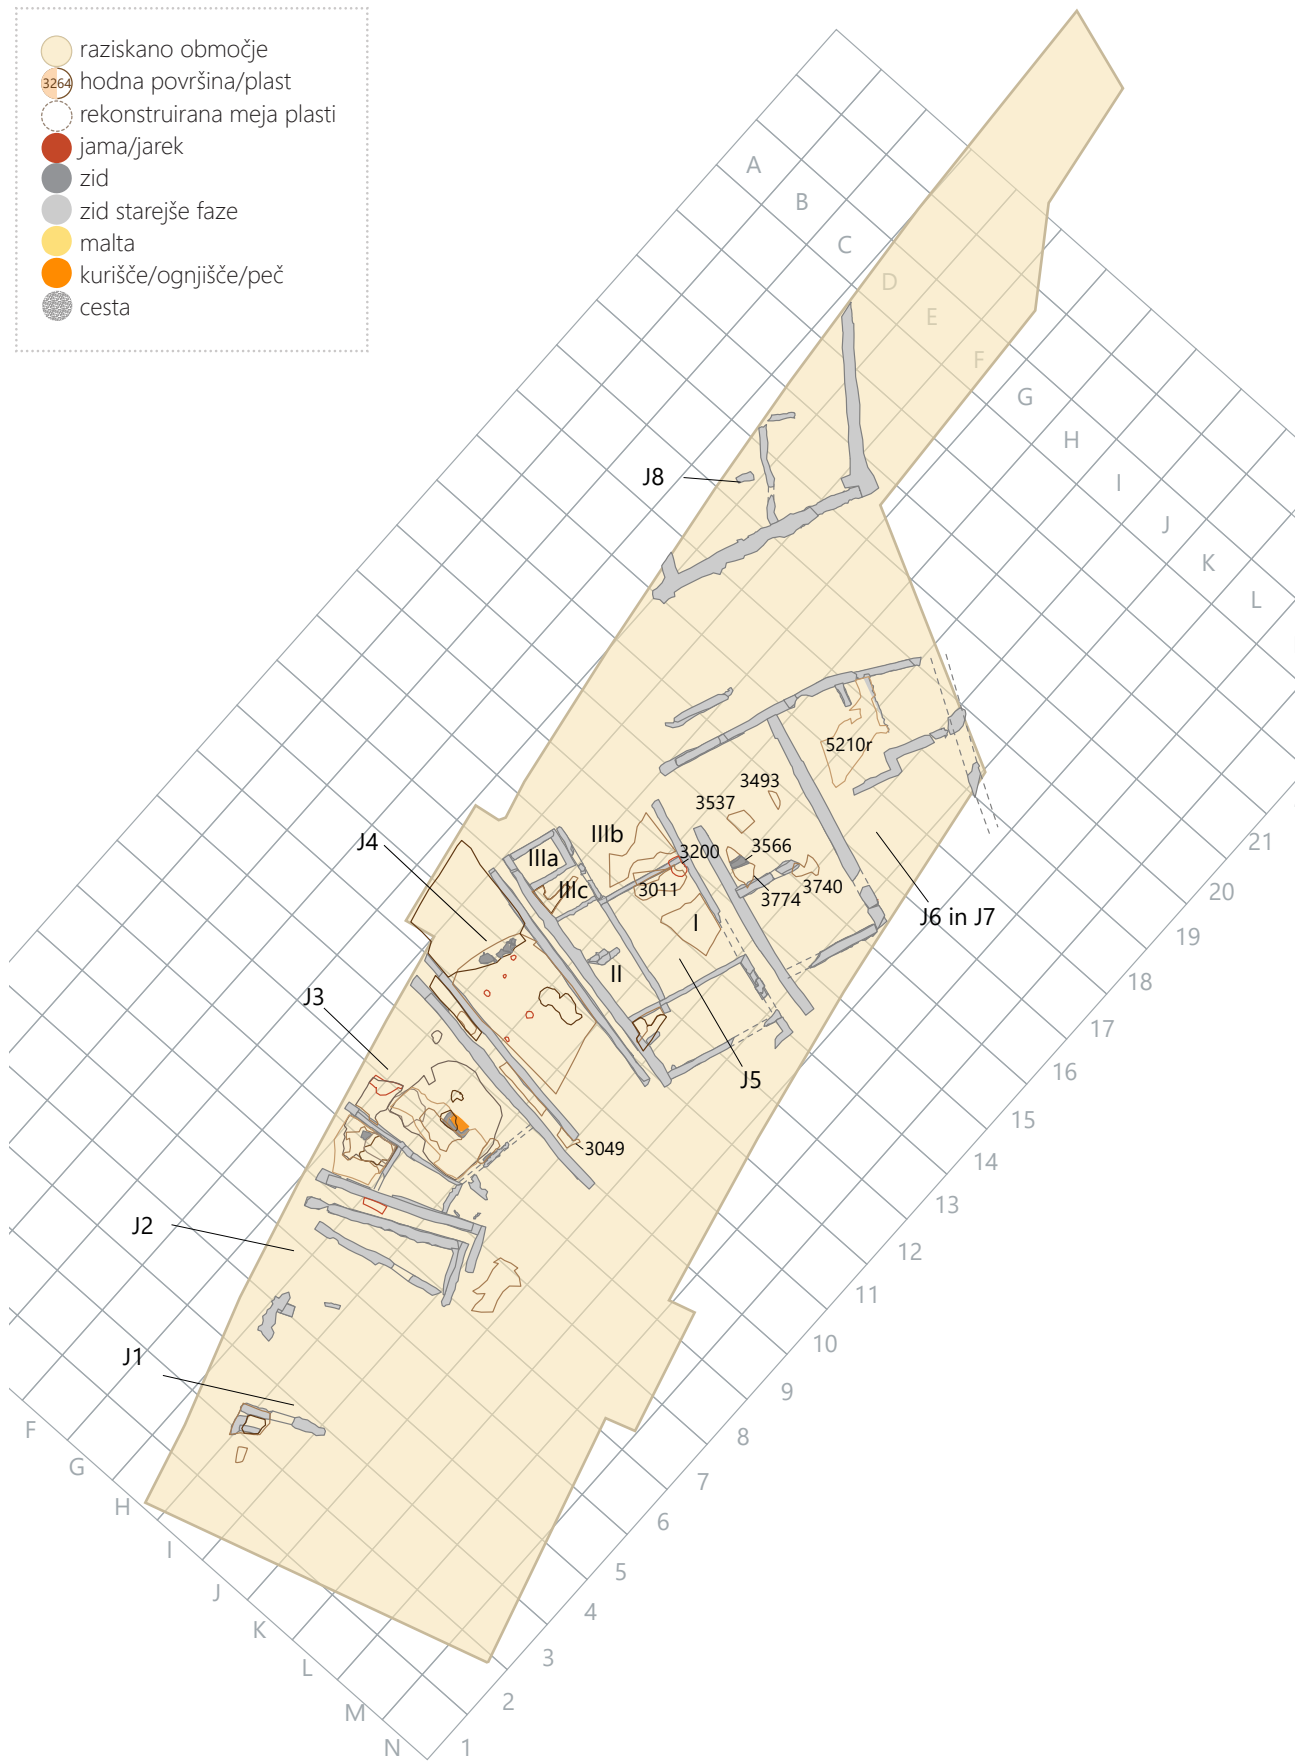 raziskano območje
3264 hodna površina/plast
rekonstruirana meja plasti
jama/jarek
zid
zid starejše faze
malta
kurišče/ognjišče/peč
cesta
A
B
C
D
E
F
G
H
I
J
K
L
J8
5210r
3493
3537
J4
IIIb
IIIa
3566
3200
IIIc
3011
3774
3740
I
J6 in J7
II
J3
J5
3049
J2
J1
21
20
19
18
17
16
15
14
13
12
11
10
9
8
7
6
5
4
3
2
1
F
G
H
I
J
K
L
M
N